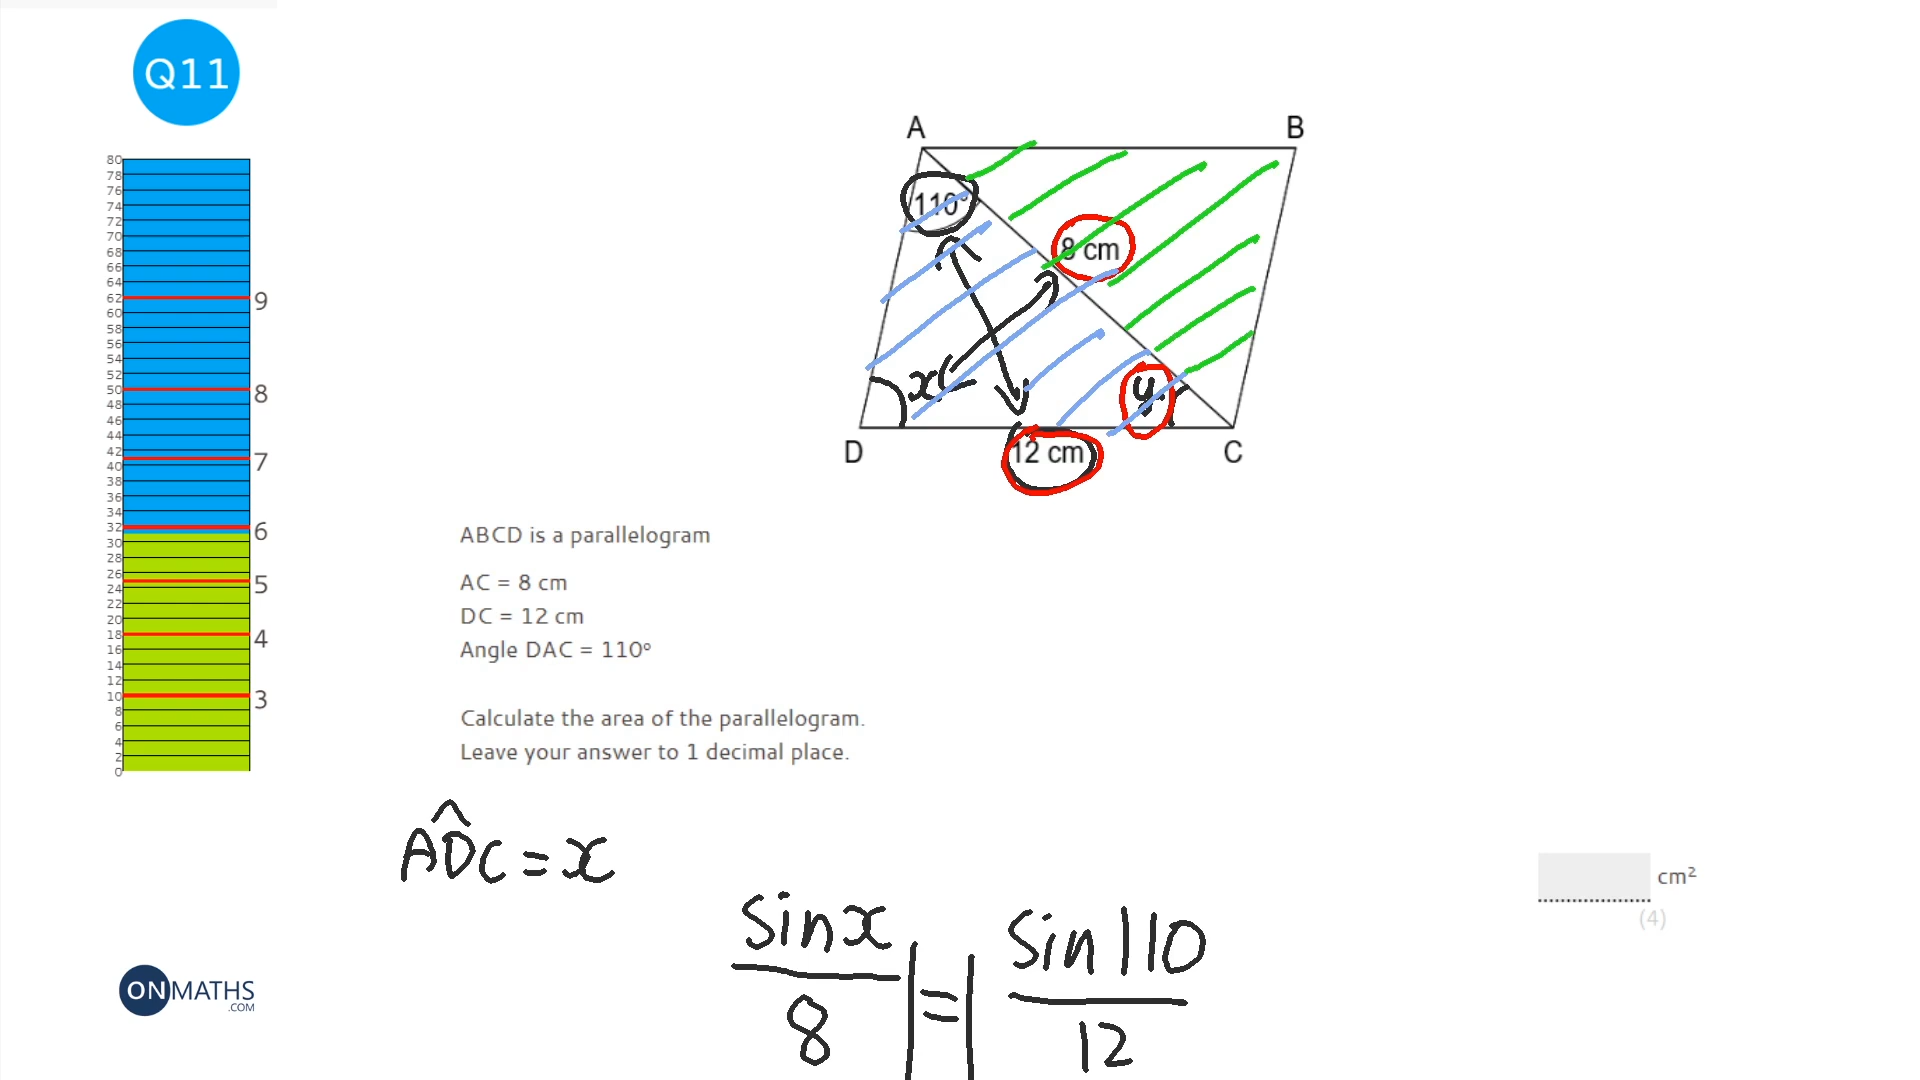 Q11
80
78
76
74
72
70
68
66
64
62
60
58
56
54
52
50
48
46
44
42
40
38
36
34
32
30
28
26
24
22
20
18
16
14
12
10
8
6
4
2
0
9
8
7
6
5
4
3
A
B
110°
8 cm
x
y
D
12 cm
C
ABCD is a parallelogram
AC = 8 cm
DC = 12 cm
Angle DAC = 110º
Calculate the area of the parallelogram.
Leave your answer to 1 decimal place.
AD̂C = x
sin x / 8 = sin 110 / 12
cm²
(4)
ONMATHS
.COM